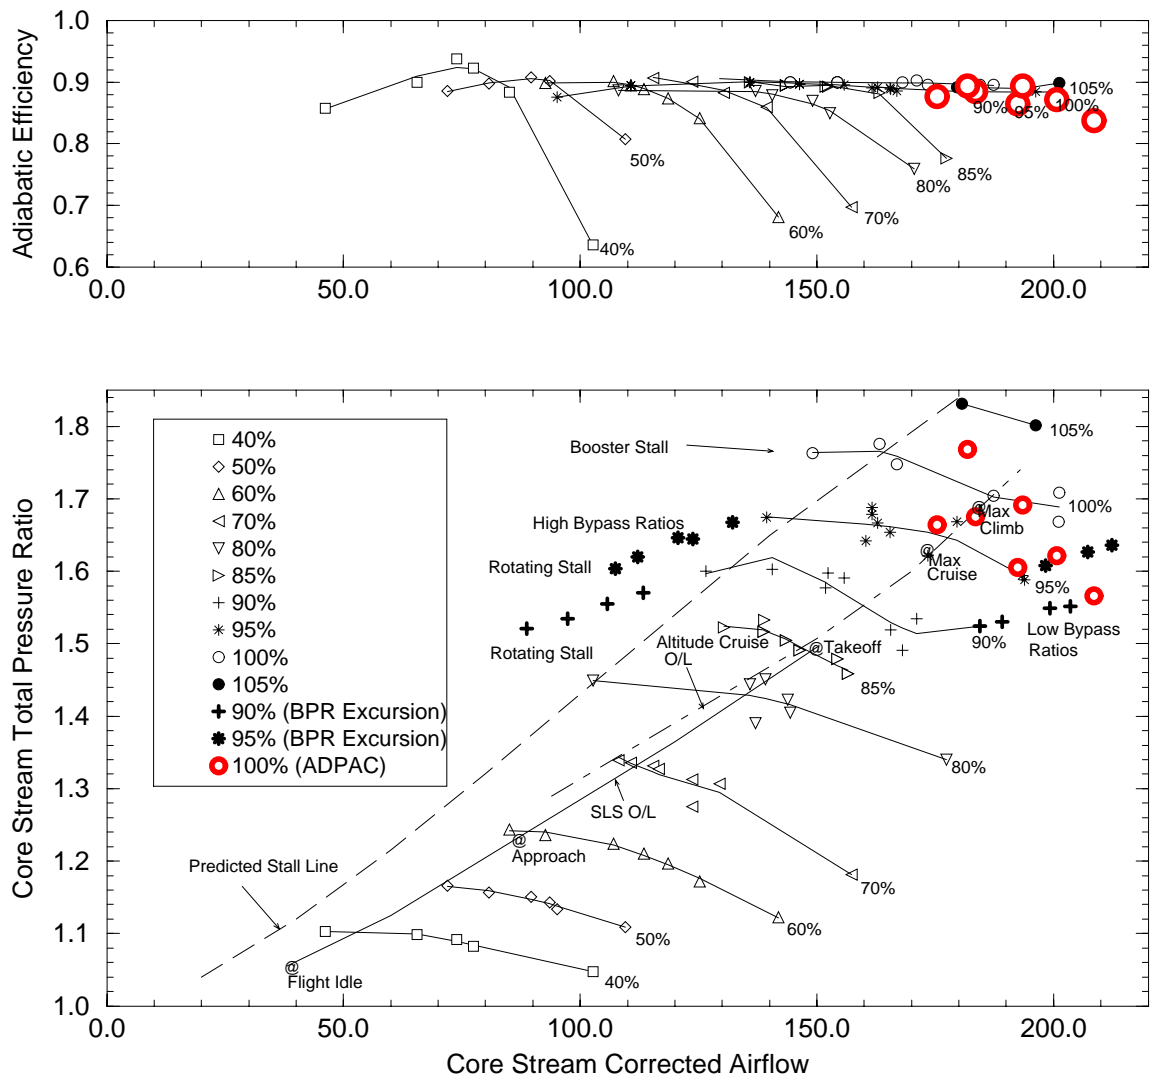 1.0
0.9
0.8
0.7
0.6
Adiabatic Efficiency
0.0
50.0
100.0
150.0
200.0
40%
50%
60%
70%
80%
85%
90%
95%
100%
105%
1.8
1.7
1.6
1.5
1.4
1.3
1.2
1.1
1.0
Core Stream Total Pressure Ratio
40%
50%
60%
70%
80%
85%
90%
95%
100%
105%
90% (BPR Excursion)
95% (BPR Excursion)
100% (ADPAC)
Booster Stall
High Bypass Ratios
Rotating Stall
Rotating Stall
105%
100%
@
Max
Climb
@
Max
Cruise
95%
90%
Low Bypass
Ratios
Altitude Cruise
O/L
@ Takeoff
85%
80%
SLS O/L
70%
@
Approach
Predicted Stall Line
60%
50%
@
Flight Idle
40%
0.0
50.0
100.0
150.0
200.0
Core Stream Corrected Airflow